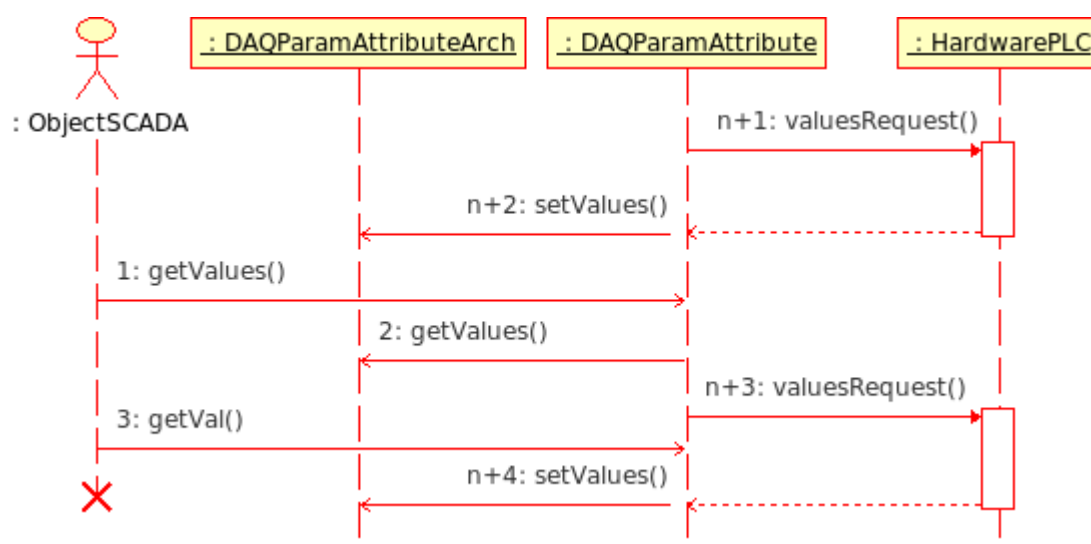 : DAQParamAttributeArch
: DAQParamAttribute
: HardwarePLC
: ObjectSCADA
n+1: valuesRequest()
n+2: setValues()
1: getValues()
2: getValues()
n+3: valuesRequest()
3: getVal()
n+4: setValues()